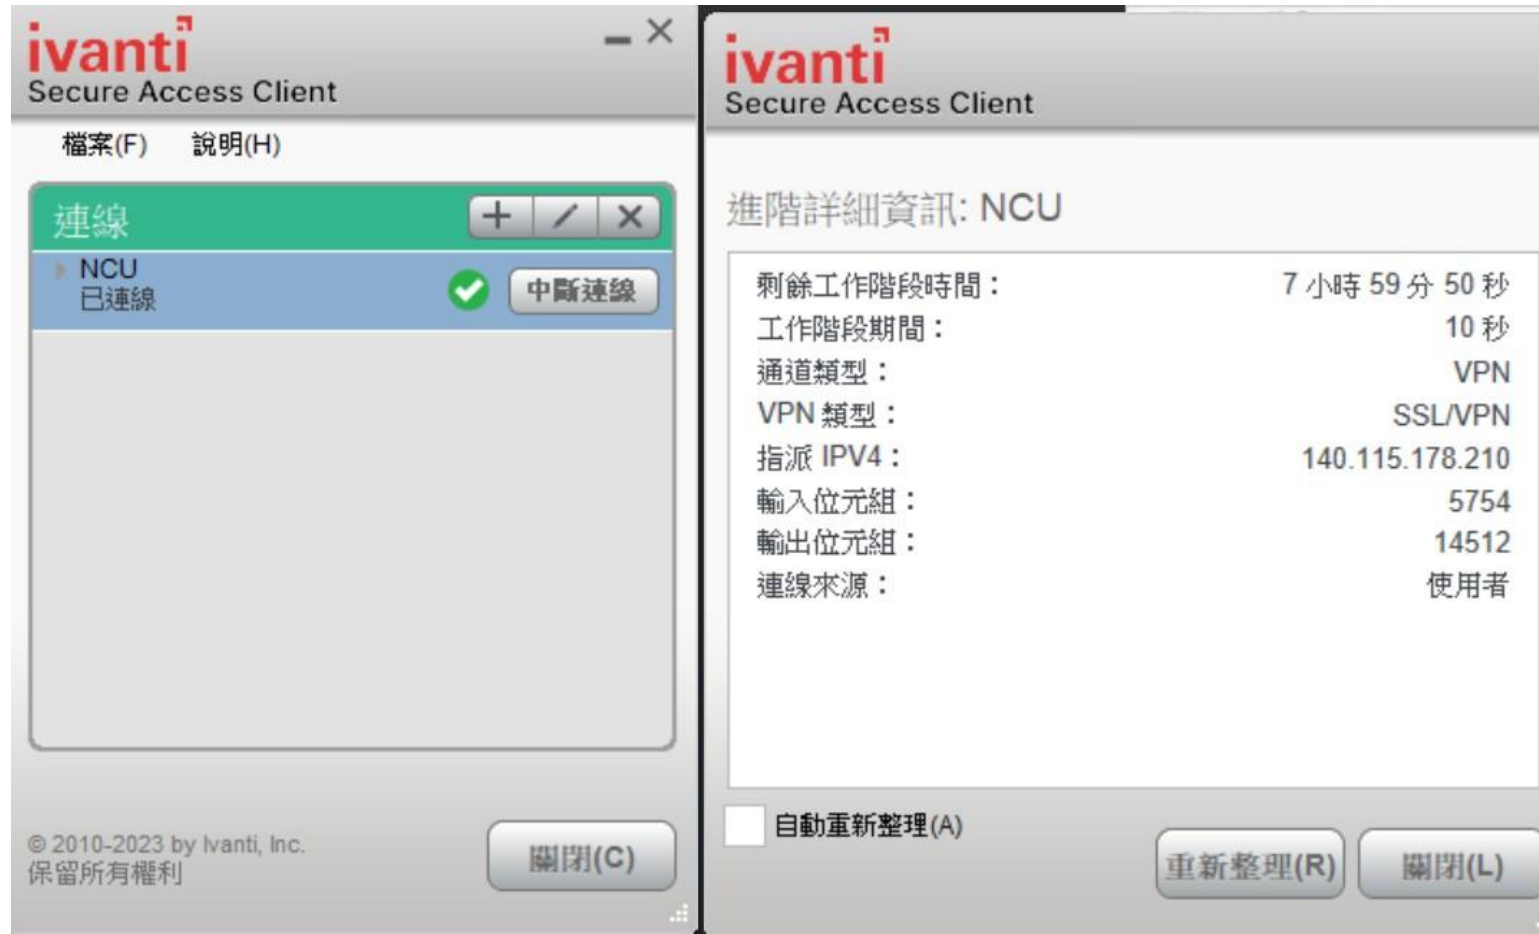 ivanti
Secure Access Client
檔案(F) 說明(H)
連線
NCU
已連線
中斷連線
© 2010-2023 by Ivanti, Inc.
保留所有權利
關閉(C)
ivanti
Secure Access Client
進階詳細資訊: NCU
剩餘工作階段時間： 7 小時 59 分 50 秒
工作階段期間： 10 秒
通道類型： VPN
VPN 類型： SSL/VPN
指派 IPV4： 140.115.178.210
輸入位元組： 5754
輸出位元組： 14512
連線來源： 使用者
自動重新整理(A)
重新整理(R) 關閉(L)